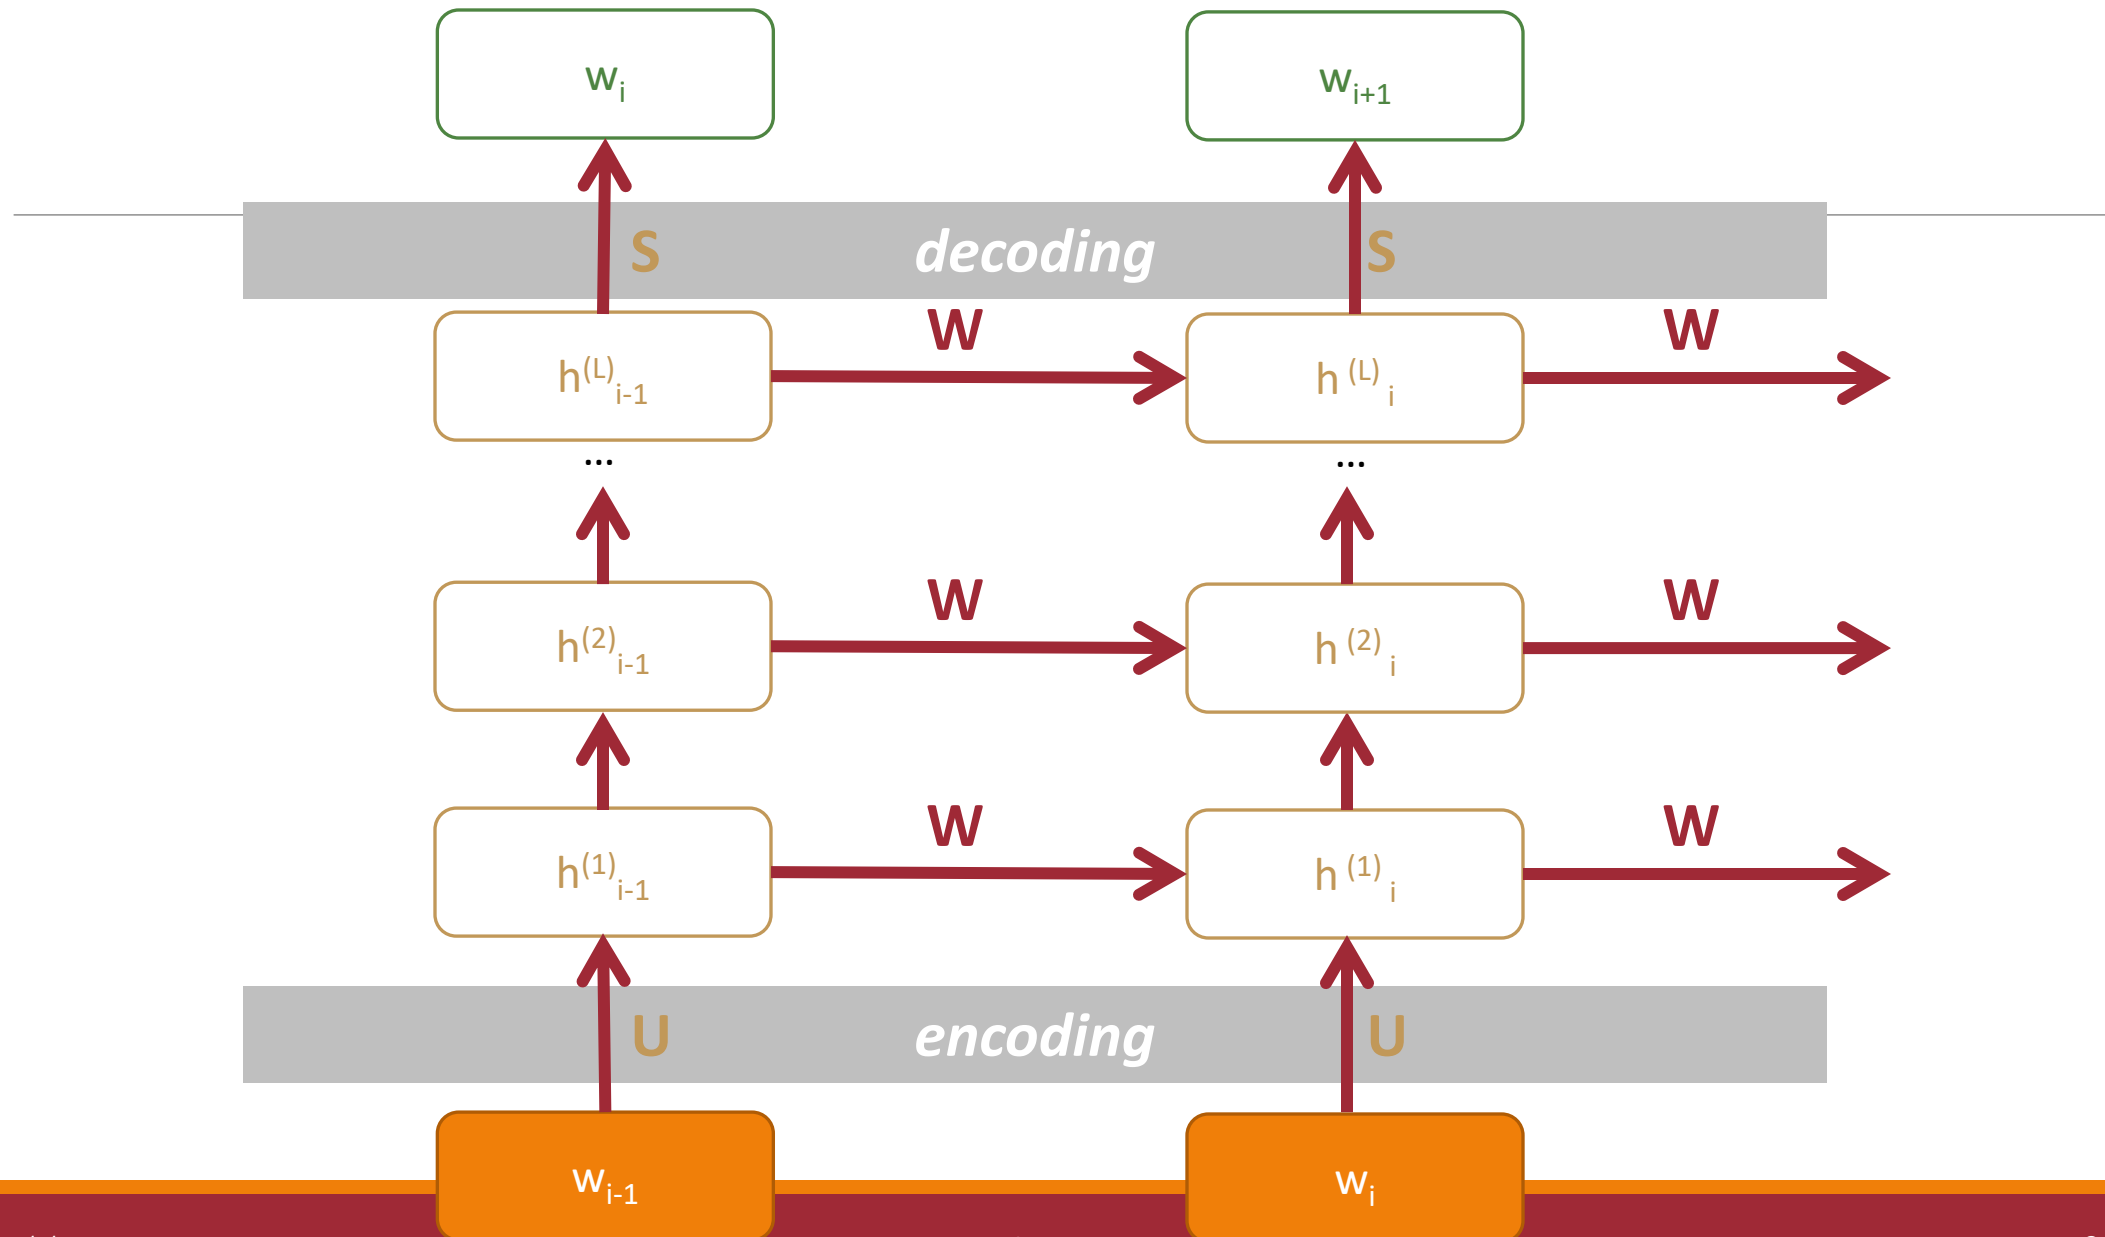 wᵢ wᵢ₊₁
S decoding S
W W
h⁽ᴸ⁾ᵢ₋₁ h ⁽ᴸ⁾ ᵢ
... ...
W W
h⁽²⁾ᵢ₋₁ h ⁽²⁾ ᵢ
W W
h⁽¹⁾ᵢ₋₁ h ⁽¹⁾ ᵢ
U encoding U
wᵢ₋₁ wᵢ